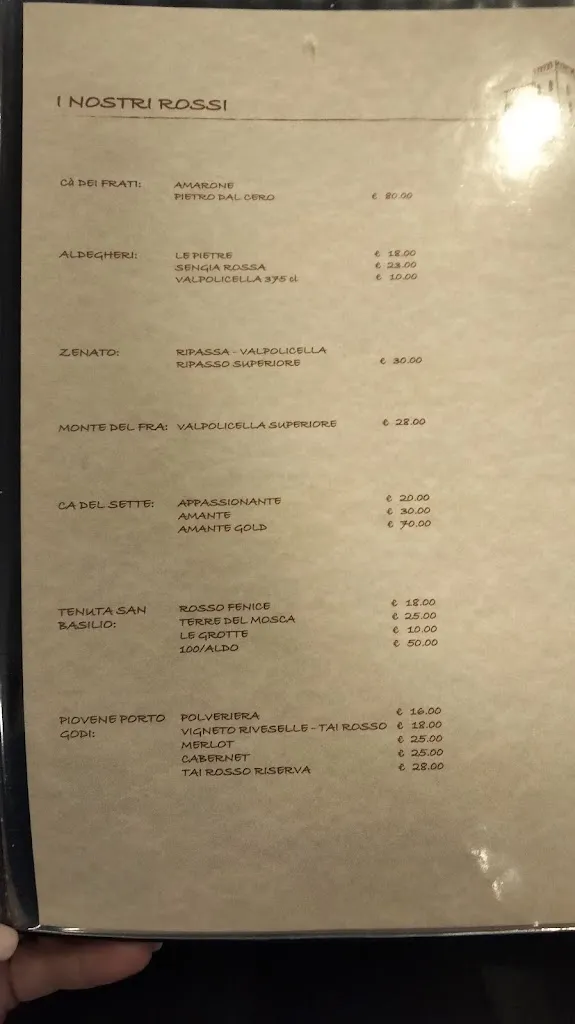 I NOSTRI ROSSI
Cà DEI FRATI: AMARONE
PIETRO DAL CERO € 80.00
ALDEGHERI: LE PIETRE € 18.00
SENGIA ROSSA € 23.00
VALPOLICELLA 375 cl € 10.00
ZENATO: RIPASSA - VALPOLICELLA
RIPASSO SUPERIORE € 30.00
MONTE DEL FRA: VALPOLICELLA SUPERIORE € 28.00
CA DEL SETTE: APPASSIONANTE € 20.00
AMANTE € 30.00
AMANTE GOLD € 70.00
TENUTA SAN BASILIO: ROSSO FENICE € 18.00
TERRE DEL MOSCA € 25.00
LE GROTTE € 10.00
100/ALDO € 50.00
PIOVENE PORTO GODI: POLVERIERA € 16.00
VIGNETO RIVESELLE - TAI ROSSO € 18.00
MERLOT € 25.00
CABERNET € 25.00
TAI ROSSO RISERVA € 28.00